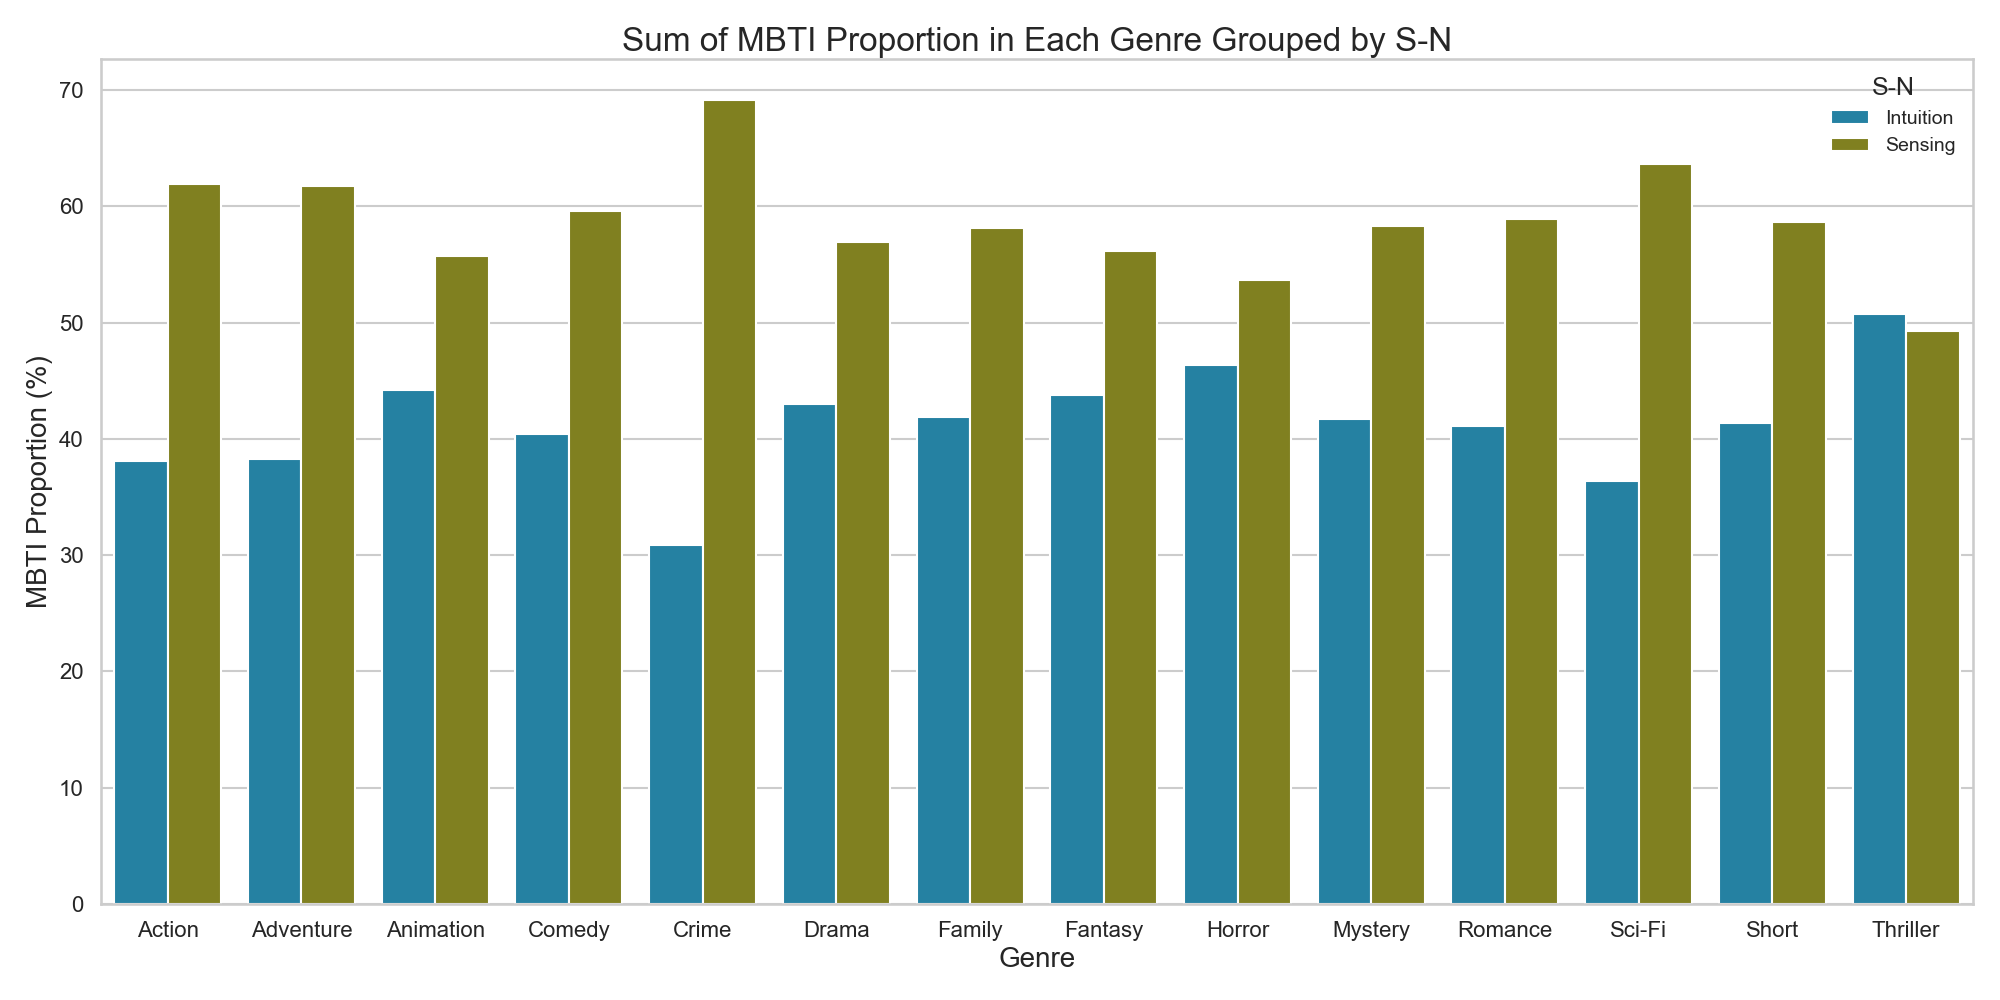 Sum of MBTI Proportion in Each Genre Grouped by S-N
S-N
Intuition
Sensing
MBTI Proportion (%)
70
60
50
40
30
20
10
0
Action Adventure Animation Comedy Crime Drama Family Fantasy Horror Mystery Romance Sci-Fi Short Thriller
Genre